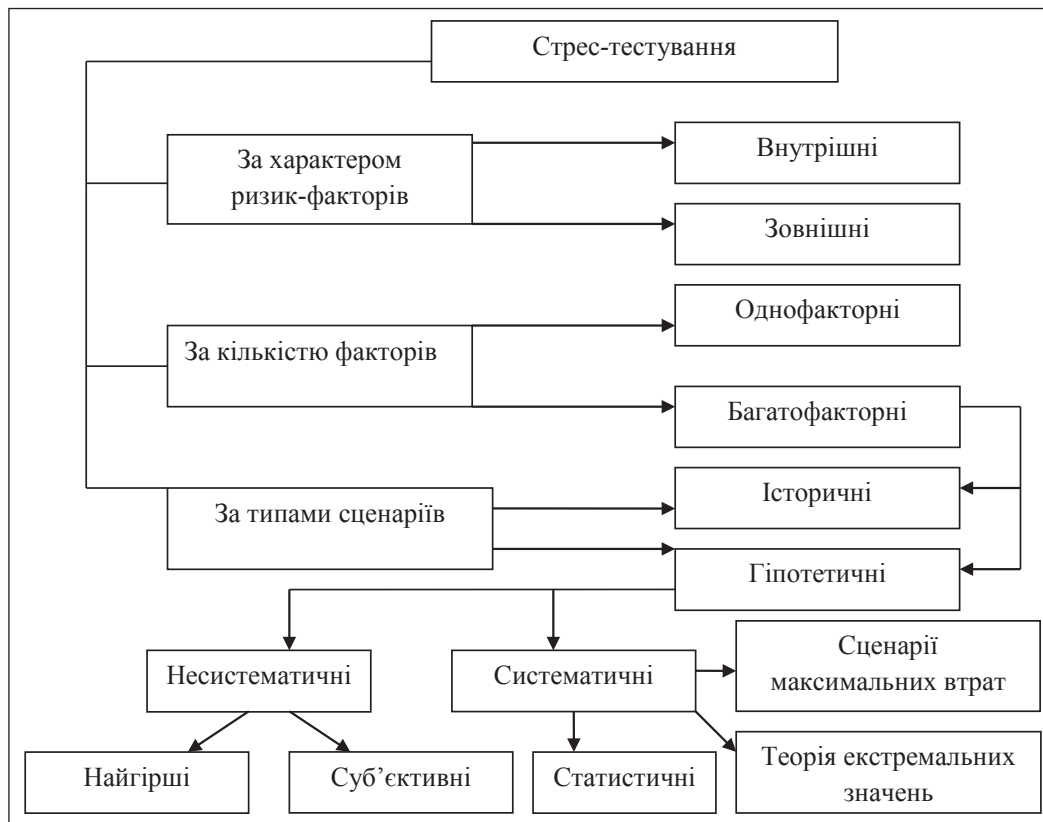 Стрес-тестування
За характером
ризик-факторів
Внутрішні
Зовнішні
За кількістю факторів
Однофакторні
Багатофакторні
За типами сценаріїв
Історичні
Гіпотетичні
Несистематичні
Систематичні
Сценарії
максимальних втрат
Найгірші
Суб’єктивні
Статистичні
Теорія екстремальних
значень